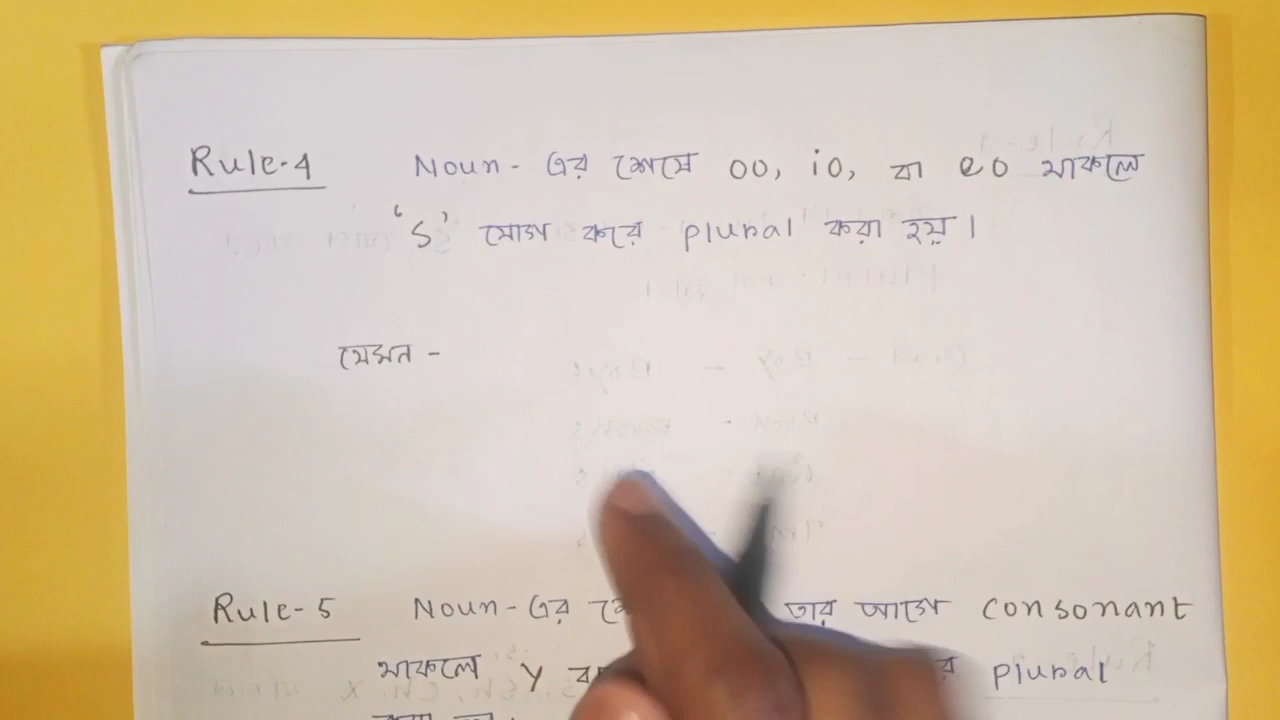 Rule-4 Noun - এর শেষে oo, io, বা eo থাকলে
's' যোগ করে plural করা হয়।
যেমন -
Rule-5 Noun - এর তার আগে consonant
থাকলে y plural